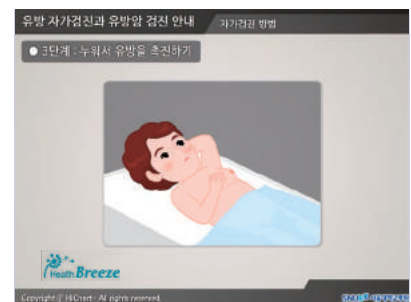 유방 자가검진과 유방암 검진 안내
자가검진 방법
● 3단계 : 누워서 유방을 촉진하기
Health Breeze
Copyright © HiChart · All rights reserved.